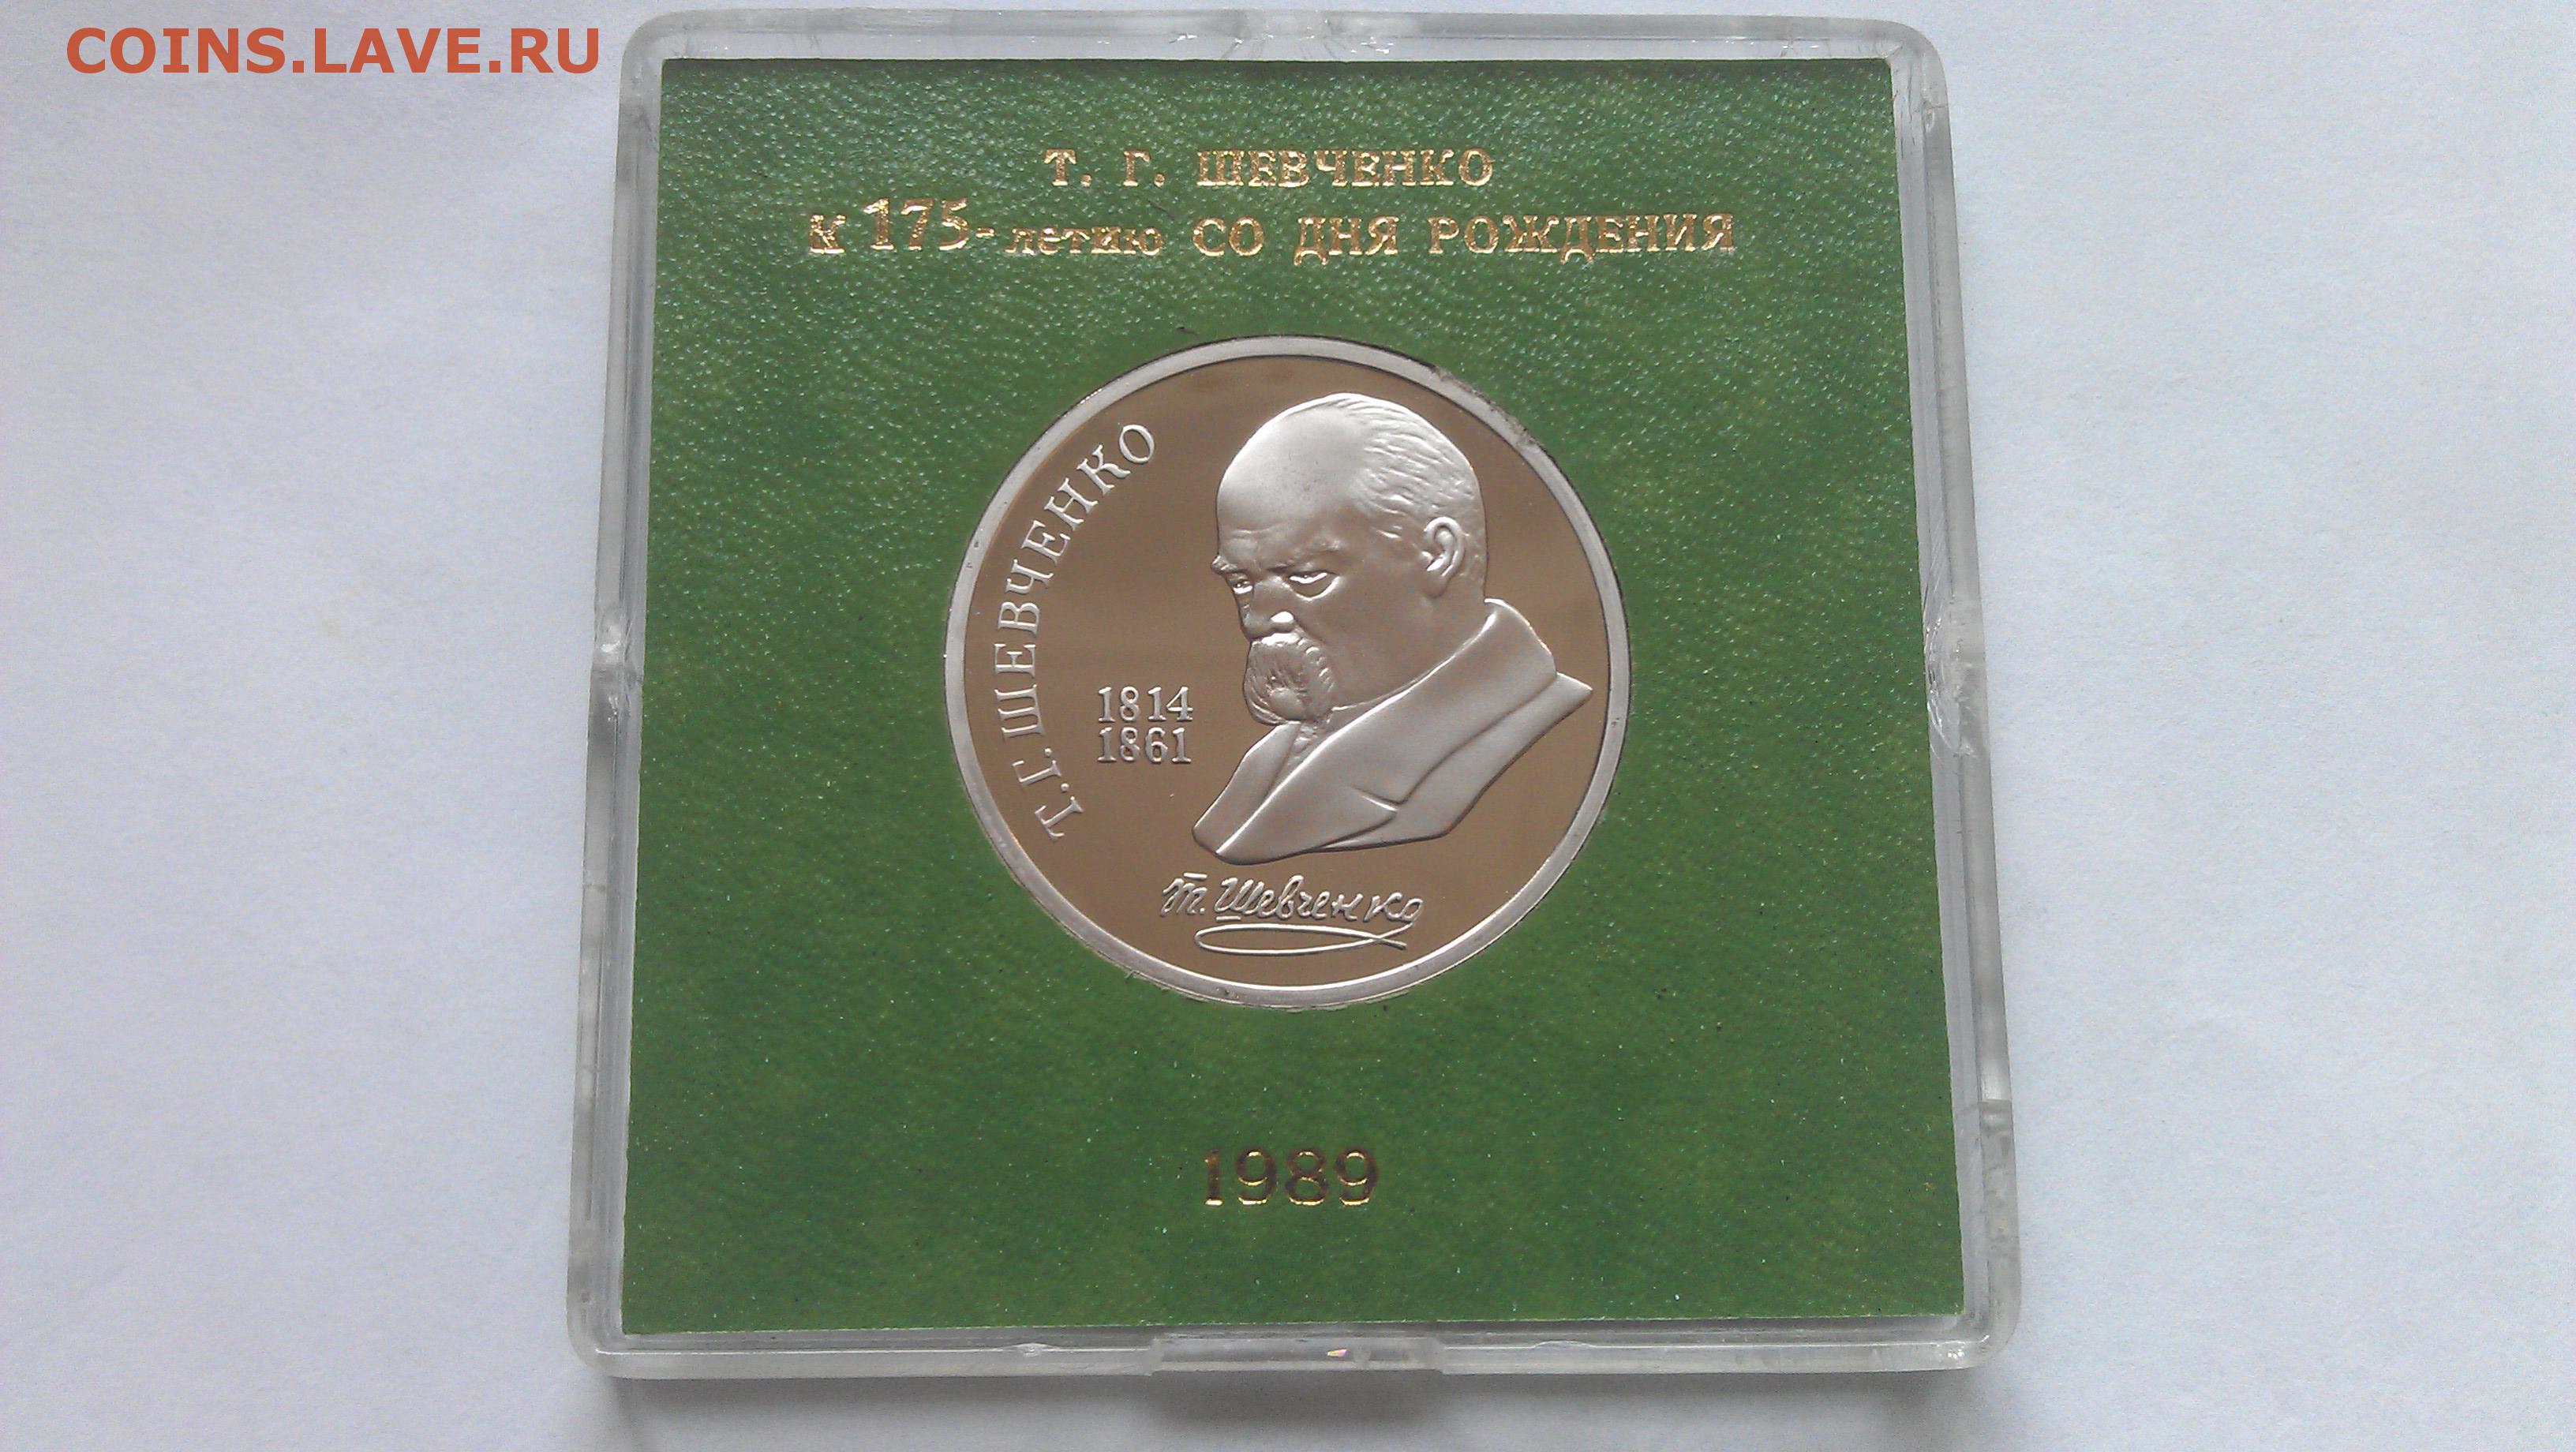 COINS.LAVE.RU
Т. Г. ШЕВЧЕНКО
К 175-летию СО ДНЯ РОЖДЕНИЯ
Т.Г.ШЕВЧЕНКО
1814
1861
Т. Шевченко
1989